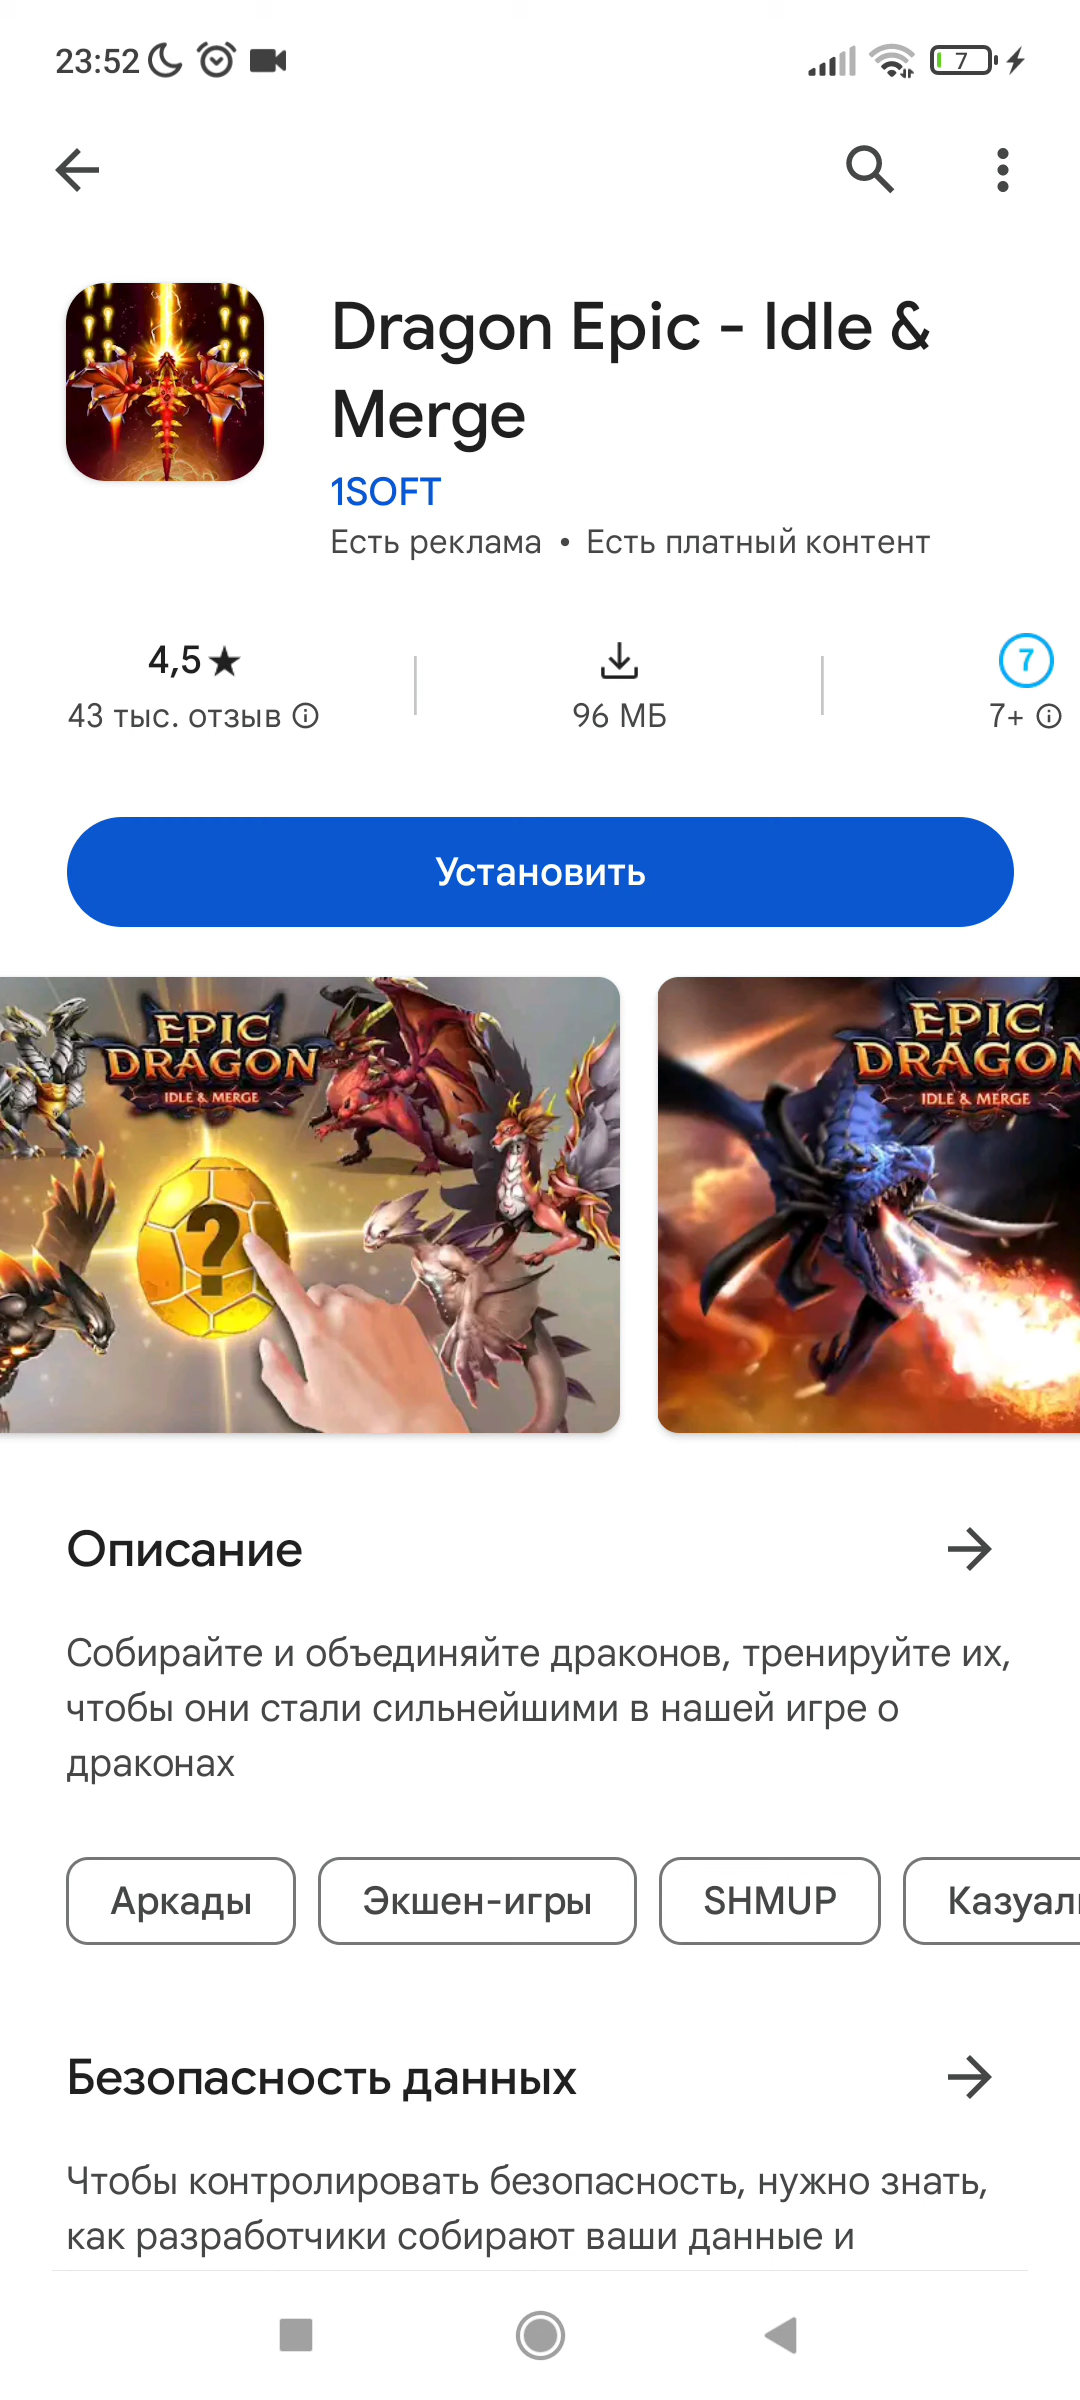 23:52
7
Dragon Epic - Idle &
Merge
1SOFT
Есть реклама • Есть платный контент
4,5★
7
43 тыс. отзыв
96 МБ
7+
Установить
EPIC
DRAGON
IDLE & MERGE
?
EPIC
DRAGON
IDLE & MERGE
Описание
Собирайте и объединяйте драконов, тренируйте их,
чтобы они стали сильнейшими в нашей игре о
драконах
Аркады
Экшен-игры
SHMUP
Казуаль
Безопасность данных
Чтобы контролировать безопасность, нужно знать,
как разработчики собирают ваши данные и